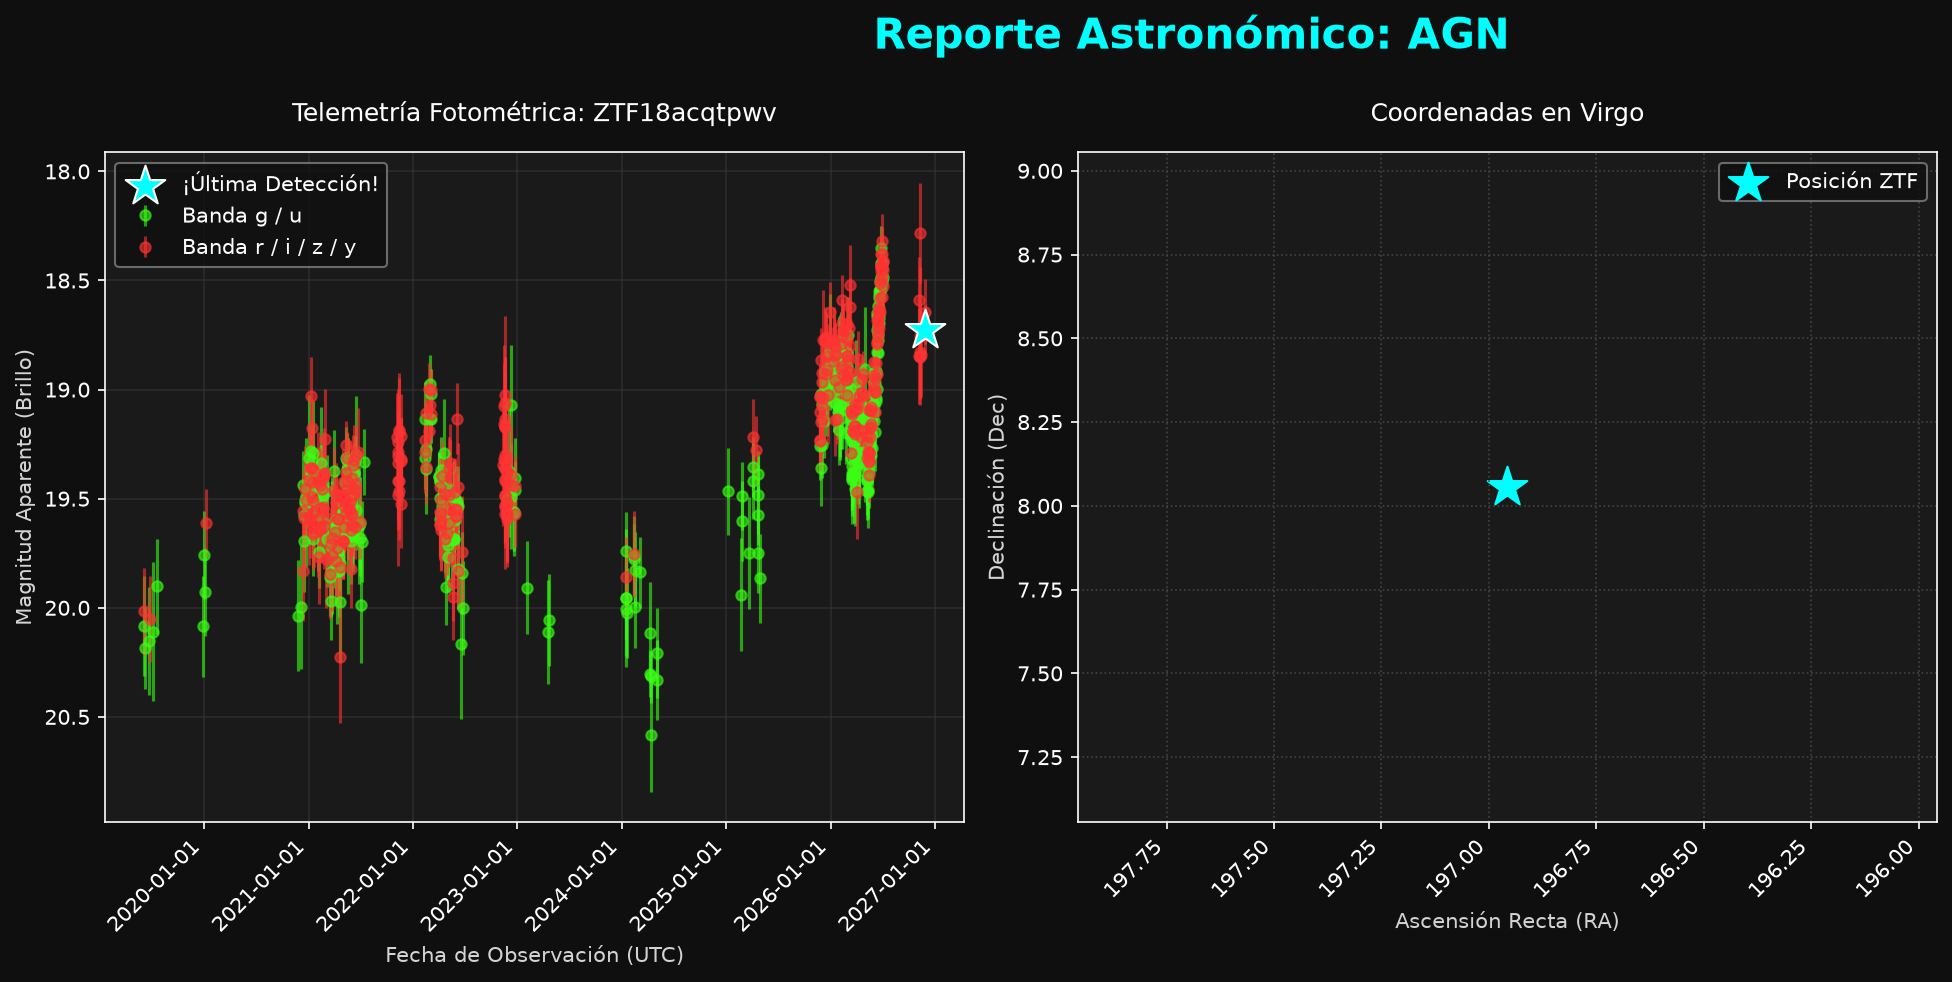 Reporte Astronómico: AGN
Telemetría Fotométrica: ZTF18acqtpwv
¡Última Detección!
Banda g / u
Banda r / i / z / y
Magnitud Aparente (Brillo)
18.0
18.5
19.0
19.5
20.0
20.5
2020-01-01
2021-01-01
2022-01-01
2023-01-01
2024-01-01
2025-01-01
2026-01-01
2027-01-01
Fecha de Observación (UTC)
Coordenadas en Virgo
Posición ZTF
Declinación (Dec)
9.00
8.75
8.50
8.25
8.00
7.75
7.50
7.25
197.75
197.50
197.25
197.00
196.75
196.50
196.25
196.00
Ascensión Recta (RA)